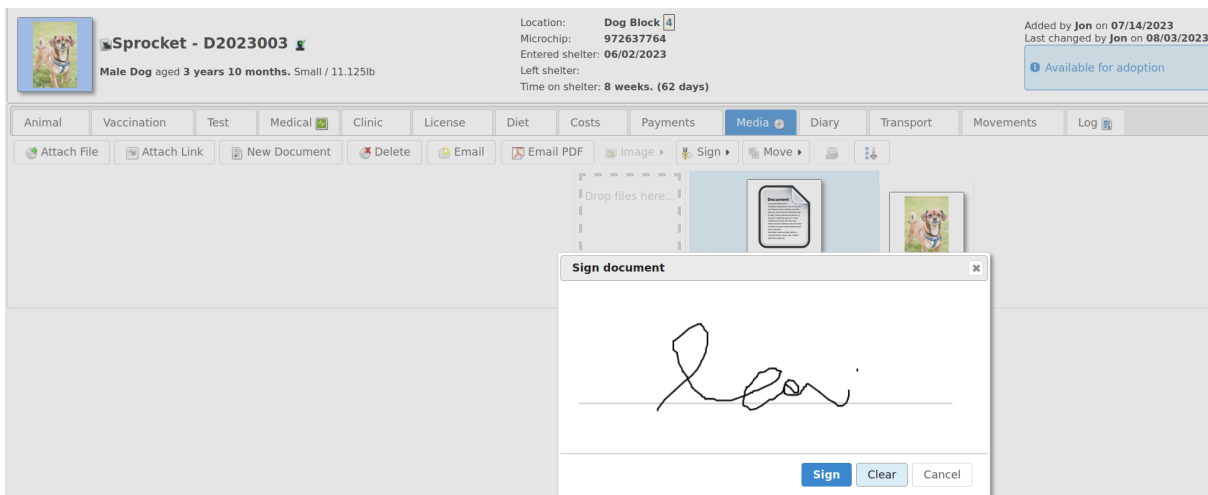 Sprocket - D2023003
Male Dog aged 3 years 10 months. Small / 11.125lb
Location: Dog Block 4
Microchip: 972637764
Entered shelter: 06/02/2023
Left shelter:
Time on shelter: 8 weeks. (62 days)
Added by Jon on 07/14/2023
Last changed by Jon on 08/03/2023
Available for adoption
Animal Vaccination Test Medical Clinic License Diet Costs Payments Media Diary Transport Movements Log
Attach File Attach Link New Document Delete Email Email PDF Image Sign Move
Drop files here...
Document
Sign document
Sign Clear Cancel